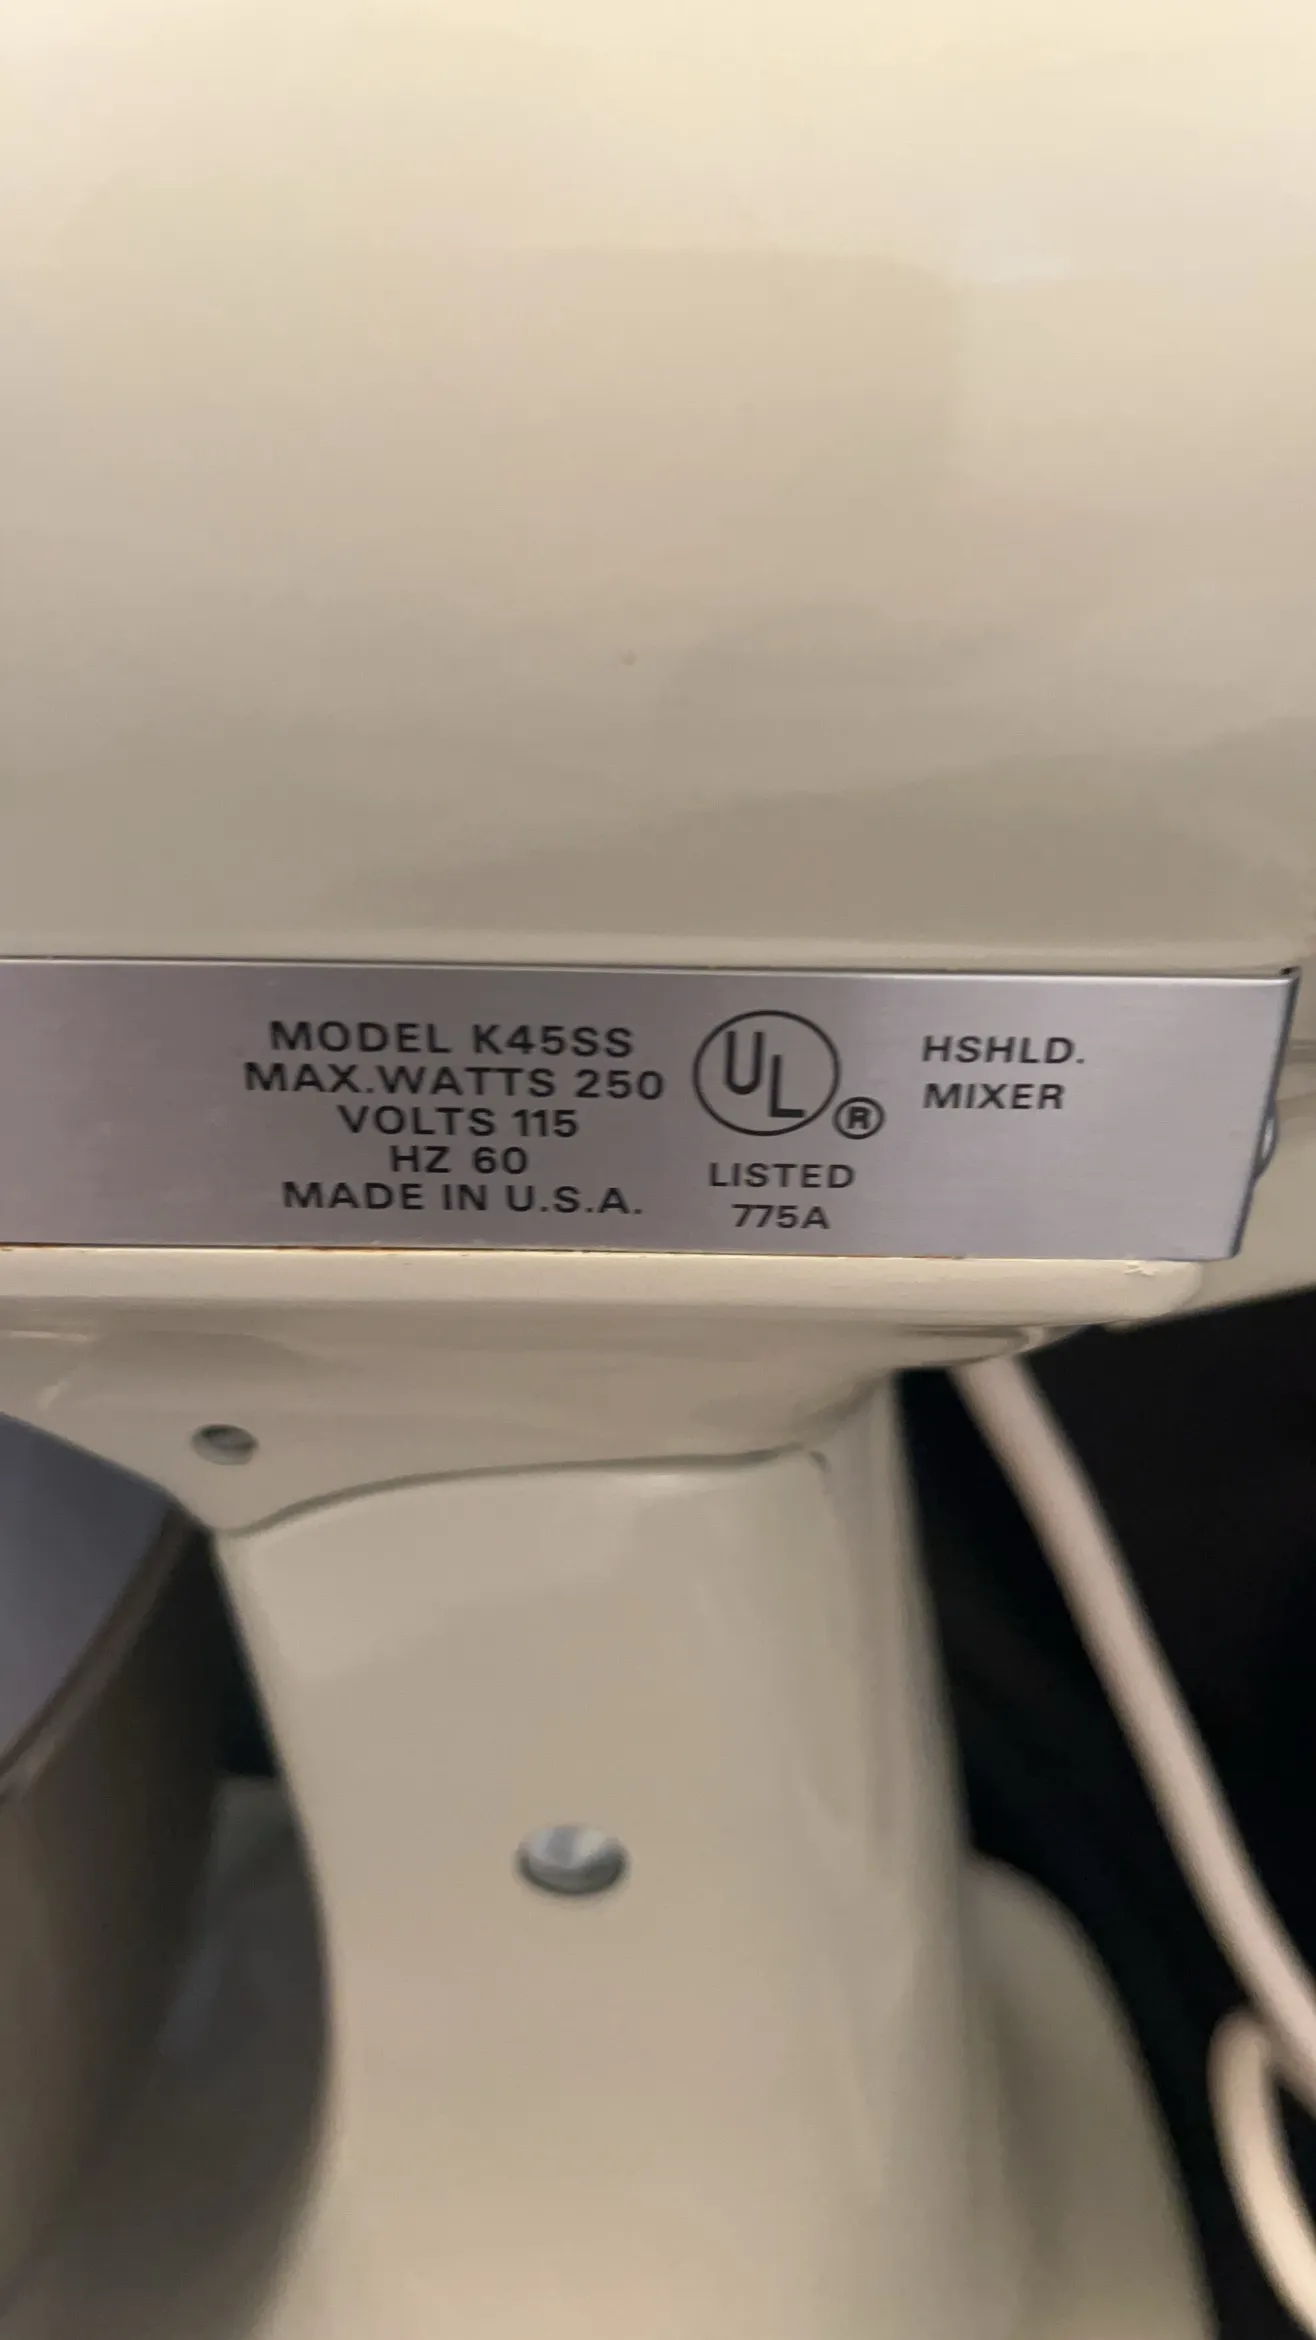 MODEL K45SS
MAX.WATTS 250
VOLTS 115
HZ 60
MADE IN U.S.A.
UL ®
LISTED
775A
HSHLD.
MIXER